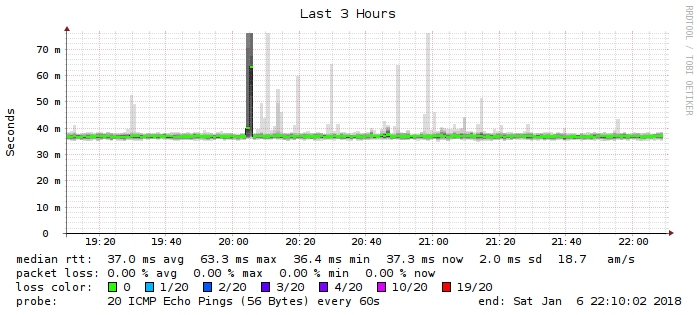 Last 3 Hours
RRDTOOL / TOBI OETIKER
Seconds
70 m
60 m
50 m
40 m
30 m
20 m
10 m
0
19:20 19:40 20:00 20:20 20:40 21:00 21:20 21:40 22:00
median rtt: 37.0 ms avg 63.3 ms max 36.4 ms min 37.3 ms now 2.0 ms sd 18.7 am/s
packet loss: 0.00 % avg 0.00 % max 0.00 % min 0.00 % now
loss color: 0 1/20 2/20 3/20 4/20 10/20 19/20
probe: 20 ICMP Echo Pings (56 Bytes) every 60s end: Sat Jan 6 22:10:02 2018